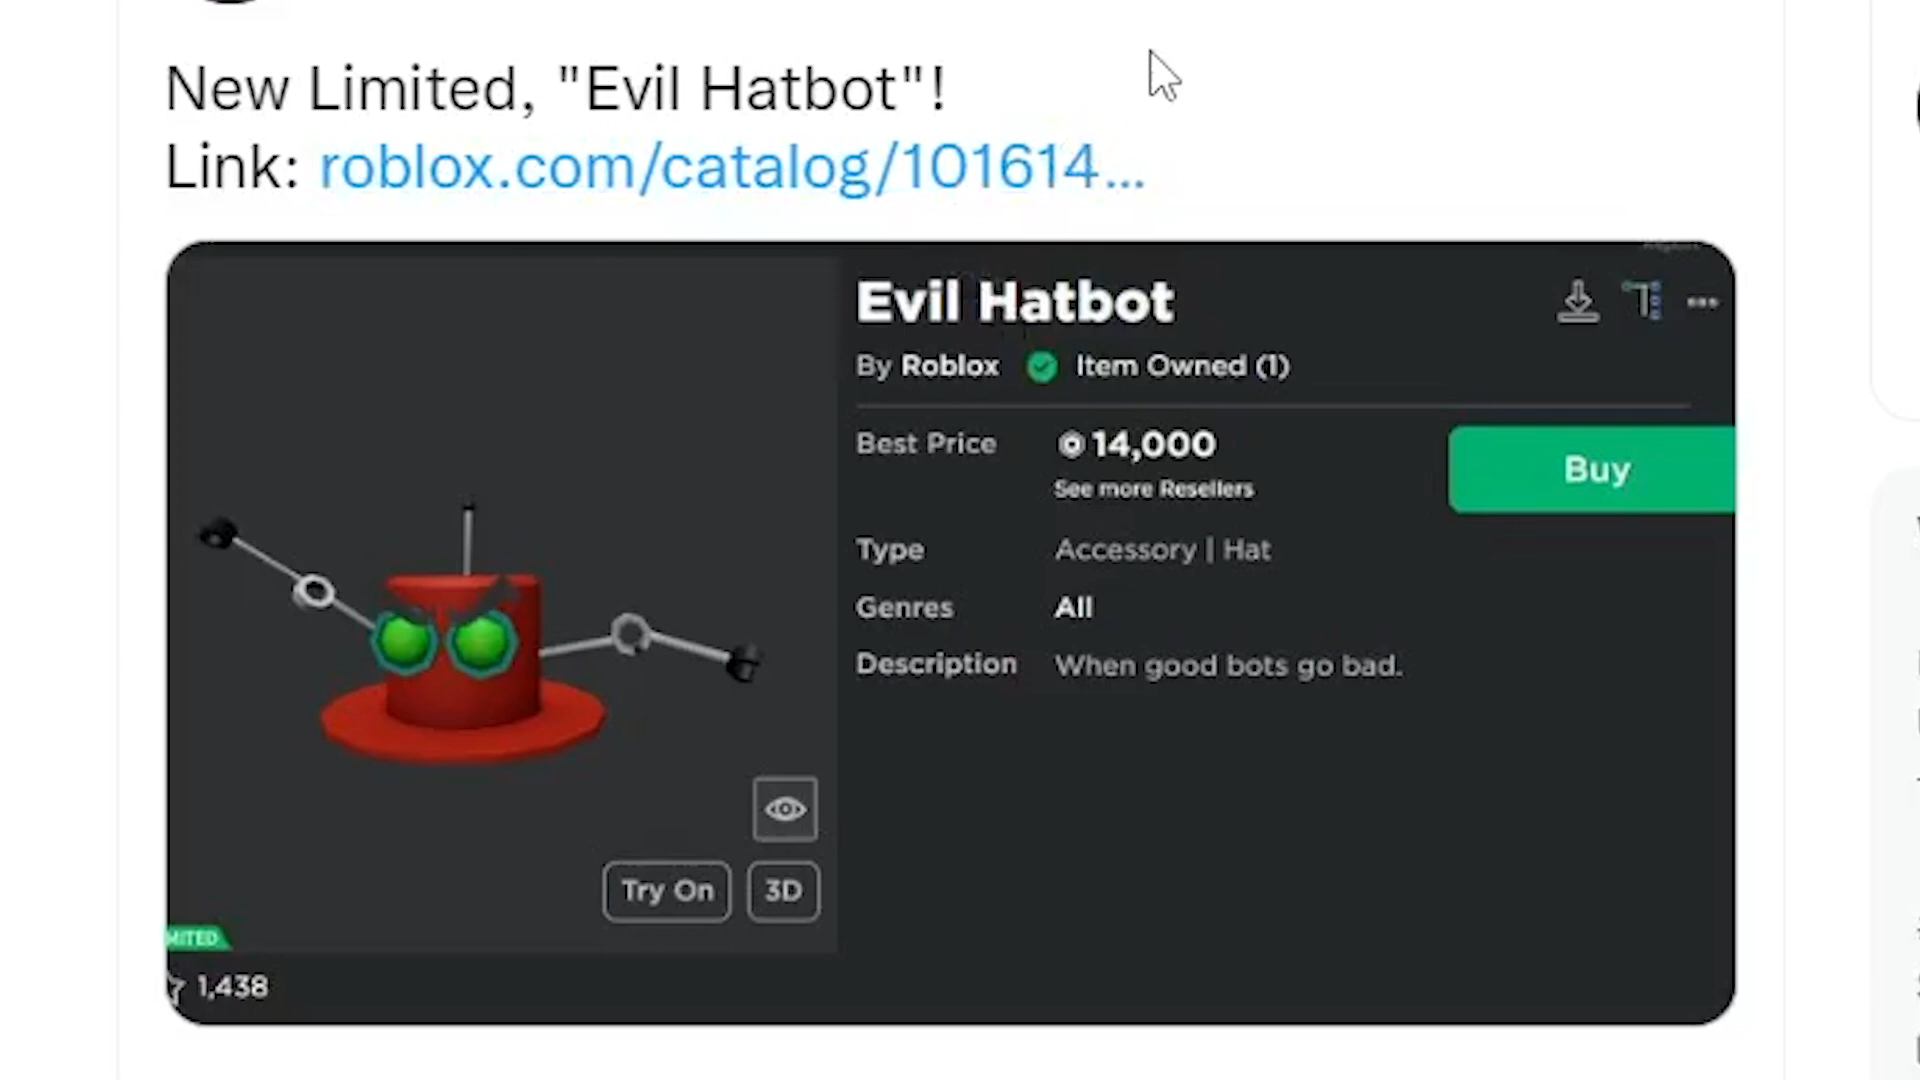 New Limited, "Evil Hatbot"!
Link: roblox.com/catalog/101614...
Evil Hatbot
By Roblox Item Owned (1)
Best Price 14,000
Buy
See more Resellers
Type Accessory | Hat
Genres All
Description When good bots go bad.
Try On
3D
MITED
1,438